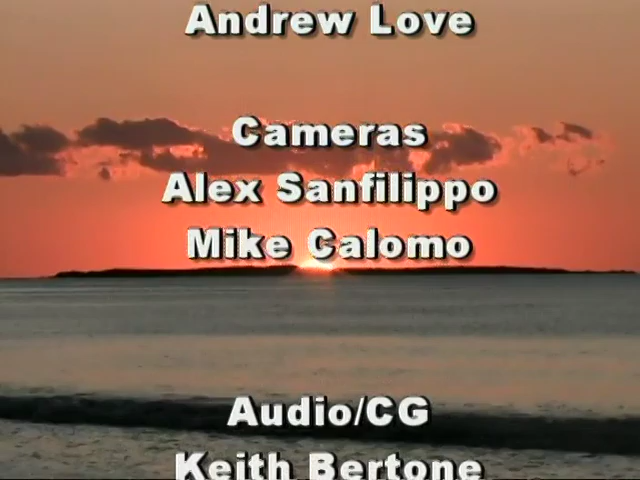 Andrew Love
Cameras
Alex Sanfilippo
Mike Calomo
Audio/CG
Keith Bertone